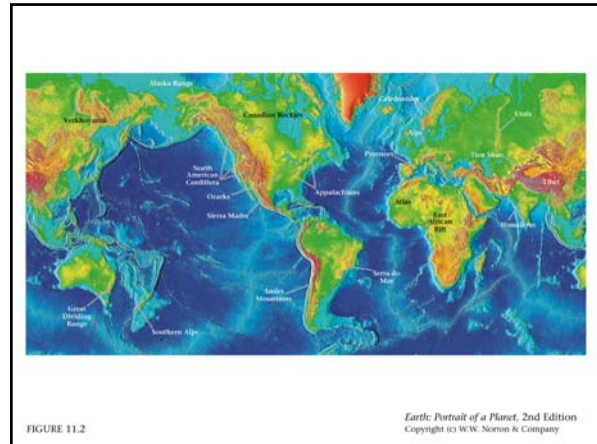 Alaska Range
Caledonides
Verkhoyansk
Canadian Rockies
Urals
Alps
Pyrenees
Tien Shan
North
American
Cordillera
Tibet
Appalachians
Ozarks
Atlas
Sierra Madre
East
African
Rift
Himalayas
Serra do
Mar
Andes
Mountains
Great
Dividing
Range
Southern Alps
Earth: Portrait of a Planet, 2nd Edition
FIGURE 11.2
Copyright (c) W.W. Norton & Company